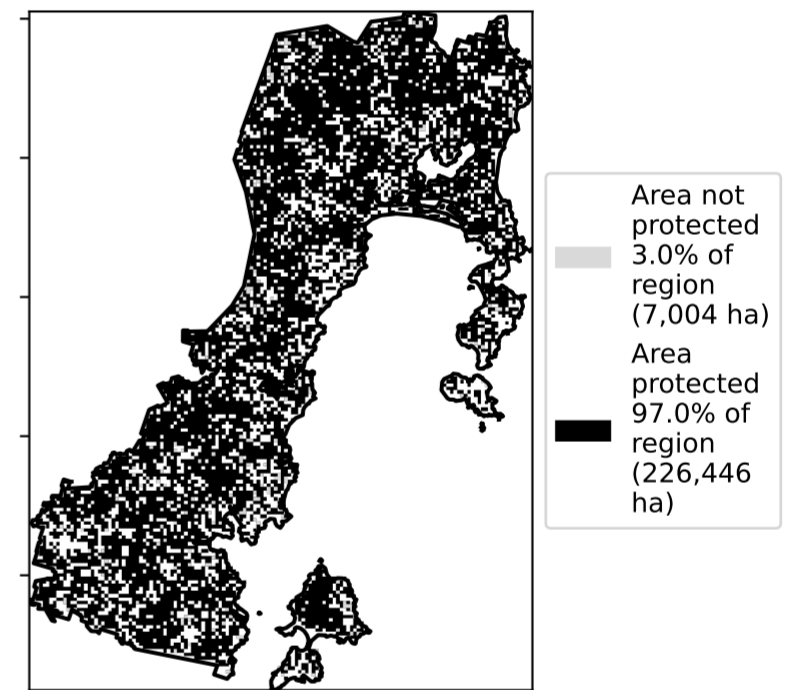 Area not
protected
3.0% of
region
(7,004 ha)
Area
protected
97.0% of
region
(226,446
ha)